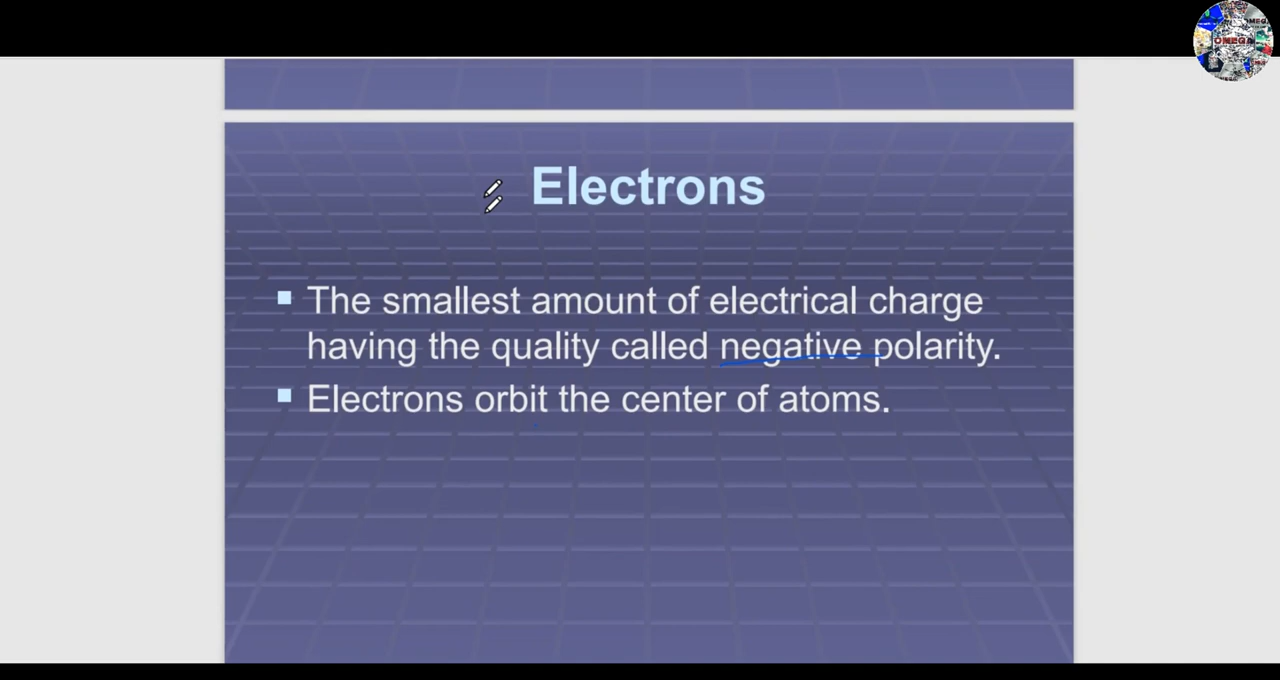 OMEGA
Electrons
The smallest amount of electrical charge
having the quality called negative polarity.
Electrons orbit the center of atoms.